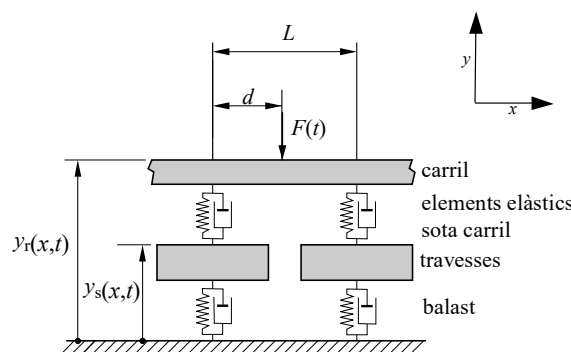 L
d
F(t)
y
x
carril
elements elàstics
sota carril
travesses
balast
yr(x,t)
ys(x,t)